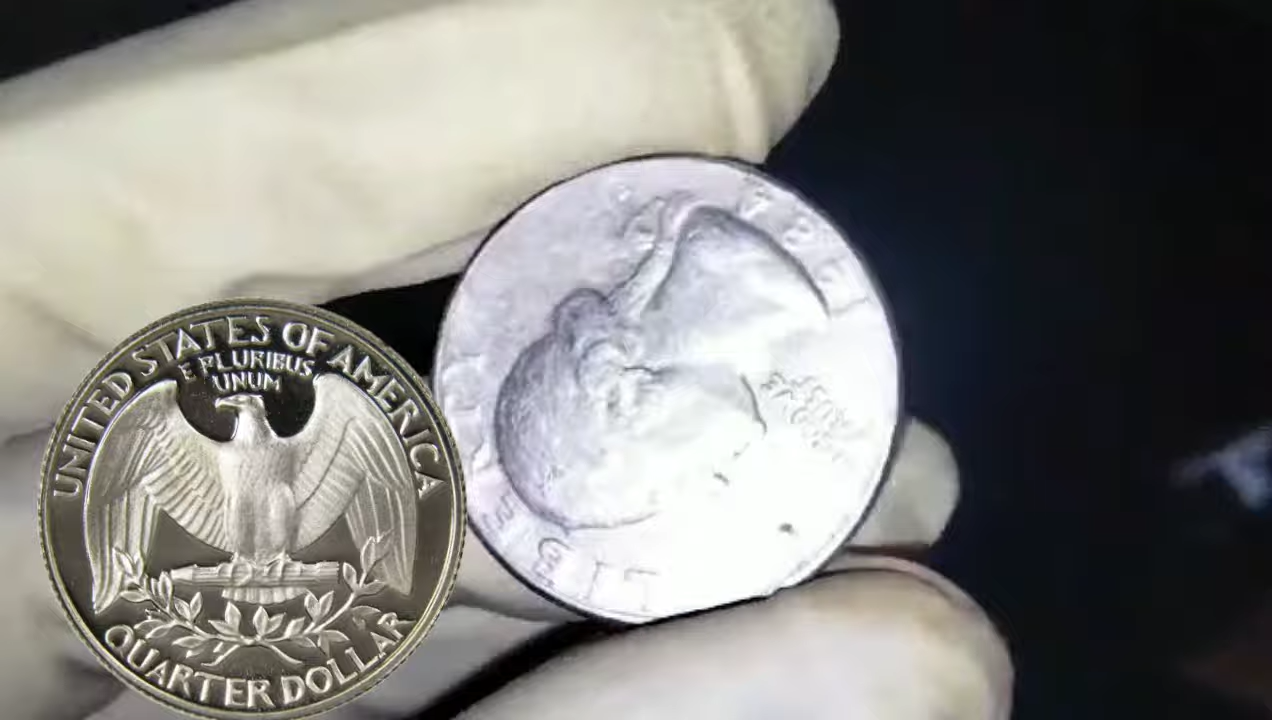 UNITED STATES OF AMERICA
E PLURIBUS
UNUM
QUARTER DOLLAR
LIBERTY